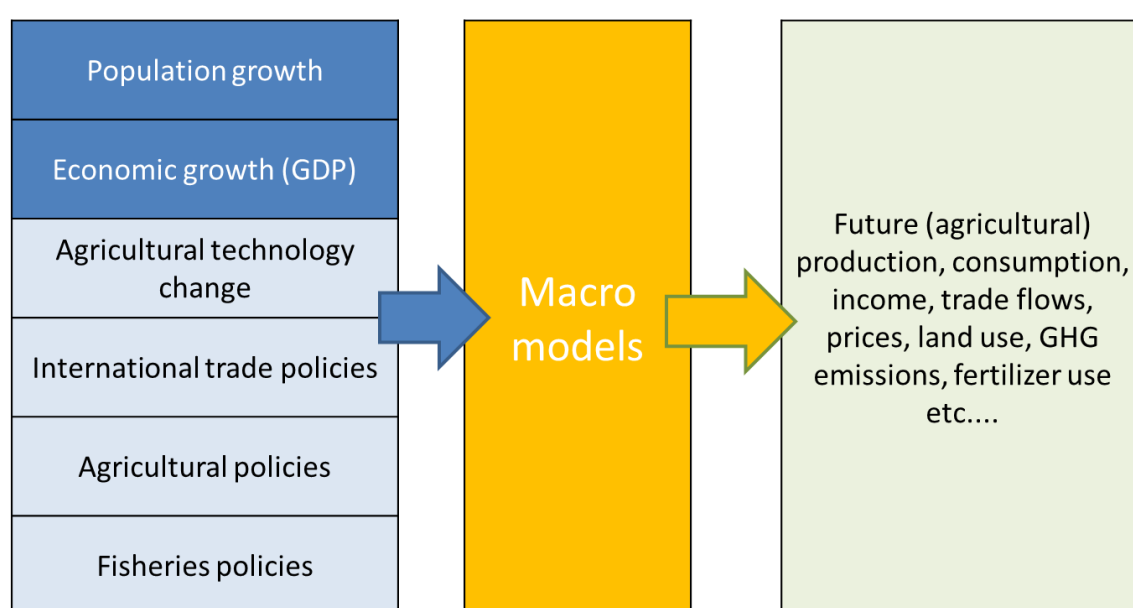 Population growth
Economic growth (GDP)
Agricultural technology
change
International trade policies
Agricultural policies
Fisheries policies
Macro
models
Future (agricultural)
production, consumption,
income, trade flows,
prices, land use, GHG
emissions, fertilizer use
etc....